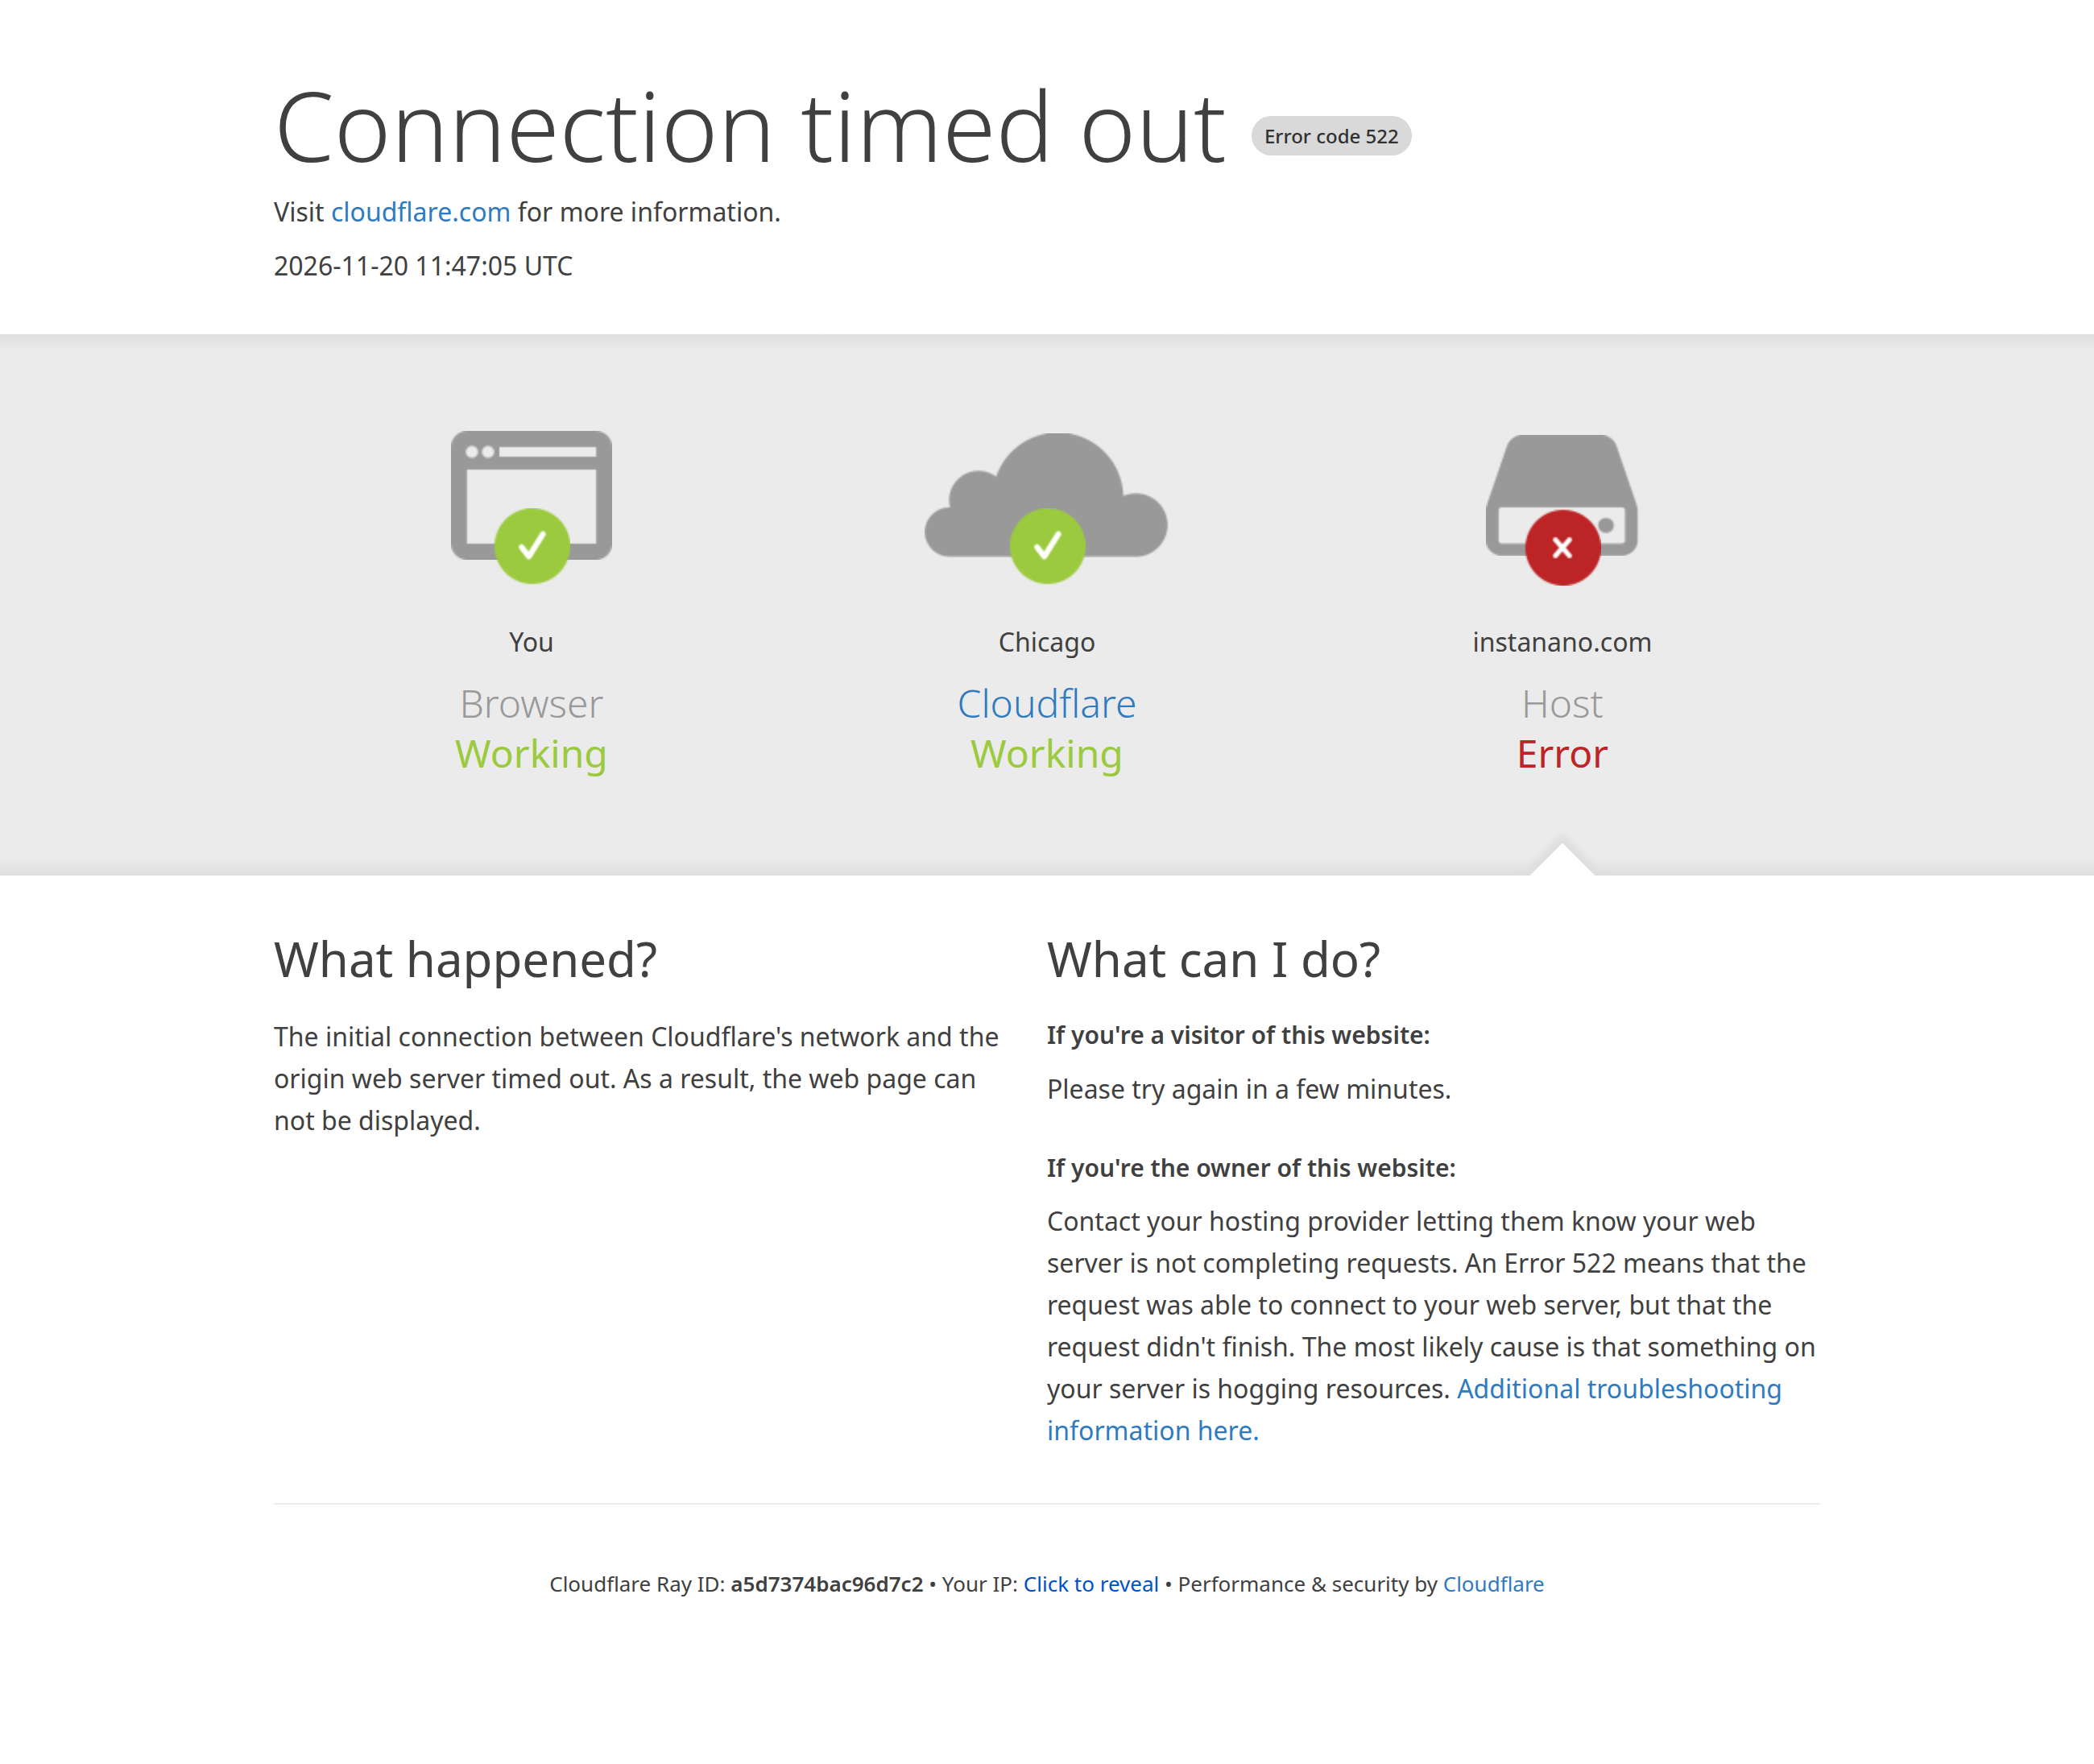 Connection timed out Error code 522
Visit cloudflare.com for more information.
2026-11-20 11:47:05 UTC
You
Browser
Working
Chicago
Cloudflare
Working
instanano.com
Host
Error
What happened?
The initial connection between Cloudflare's network and the
origin web server timed out. As a result, the web page can
not be displayed.
What can I do?
If you're a visitor of this website:
Please try again in a few minutes.
If you're the owner of this website:
Contact your hosting provider letting them know your web
server is not completing requests. An Error 522 means that the
request was able to connect to your web server, but that the
request didn't finish. The most likely cause is that something on
your server is hogging resources. Additional troubleshooting
information here.
Cloudflare Ray ID: a5d7374bac96d7c2 • Your IP: Click to reveal • Performance & security by Cloudflare